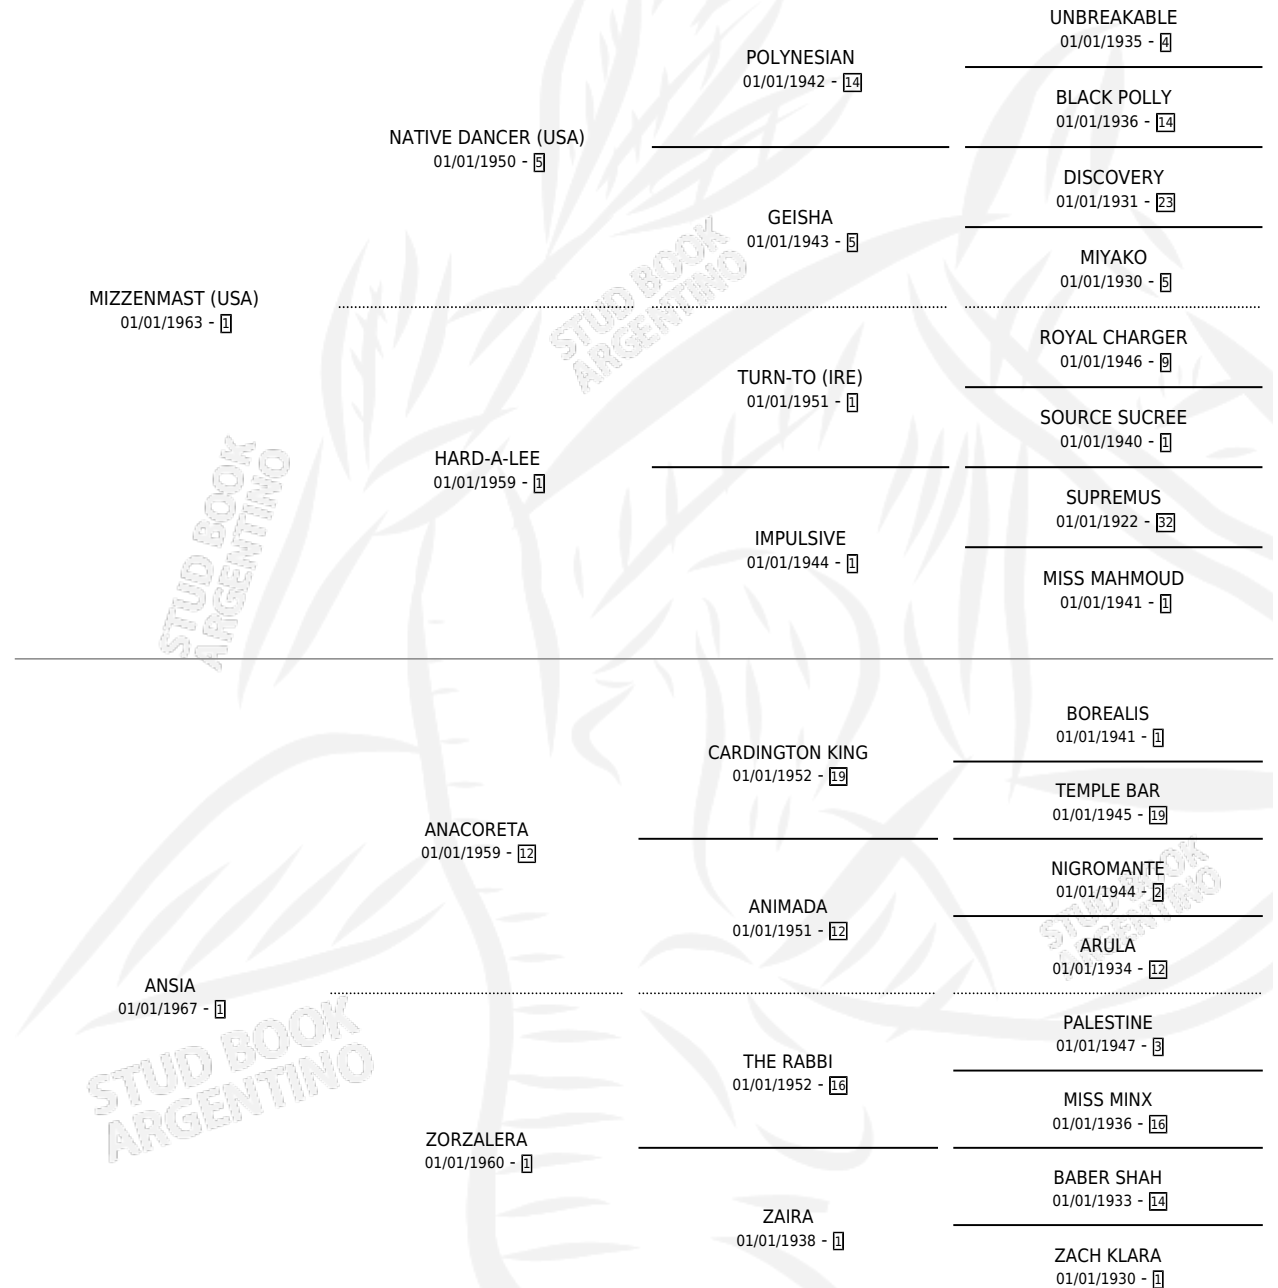 UNBREAKABLE
01/01/1935 - 4
POLYNESIAN
01/01/1942 - 14
BLACK POLLY
01/01/1936 - 14
NATIVE DANCER (USA)
01/01/1950 - 5
DISCOVERY
01/01/1931 - 23
GEISHA
01/01/1943 - 5
MIYAKO
01/01/1930 - 5
MIZZENMAST (USA)
01/01/1963 - 1
ROYAL CHARGER
01/01/1946 - 9
TURN-TO (IRE)
01/01/1951 - 1
SOURCE SUCREE
01/01/1940 - 1
HARD-A-LEE
01/01/1959 - 1
SUPREMUS
01/01/1922 - 32
IMPULSIVE
01/01/1944 - 1
MISS MAHMOUD
01/01/1941 - 1
BOREALIS
01/01/1941 - 1
CARDINGTON KING
01/01/1952 - 19
TEMPLE BAR
01/01/1945 - 19
ANACORETA
01/01/1959 - 12
NIGROMANTE
01/01/1944 - 2
ANIMADA
01/01/1951 - 12
ARULA
01/01/1934 - 12
ANSIA
01/01/1967 - 1
PALESTINE
01/01/1947 - 3
THE RABBI
01/01/1952 - 16
MISS MINX
01/01/1936 - 16
ZORZALERA
01/01/1960 - 1
BABER SHAH
01/01/1933 - 14
ZAIRA
01/01/1938 - 1
ZACH KLARA
01/01/1930 - 1
STUD BOOK
ARGENTINO
STUD BOOK
ARGENTINO
STUD BOOK
ARGENTINO
STUD BOOK
ARGENTINO